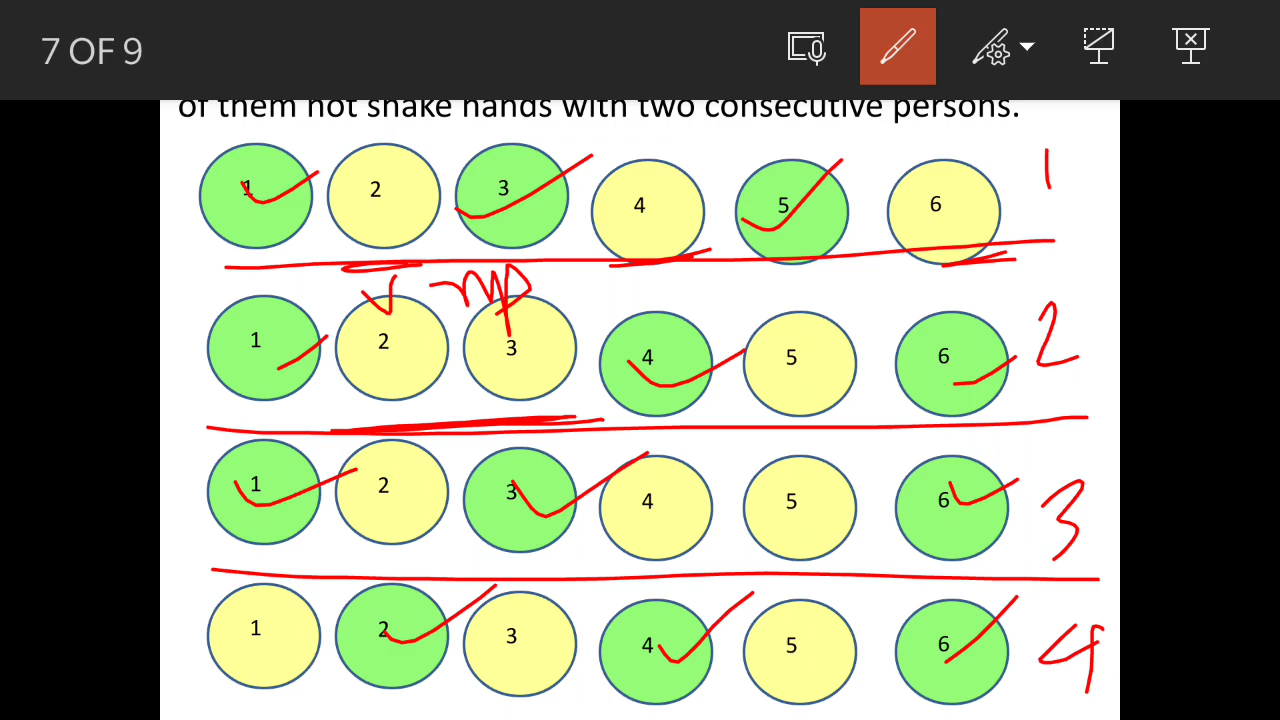 7 OF 9
of them not shake hands with two consecutive persons.
1 2 3 4 5 6 1
np
1 2 3 4 5 6 2
1 2 3 4 5 6 3
1 2 3 4 5 6 4